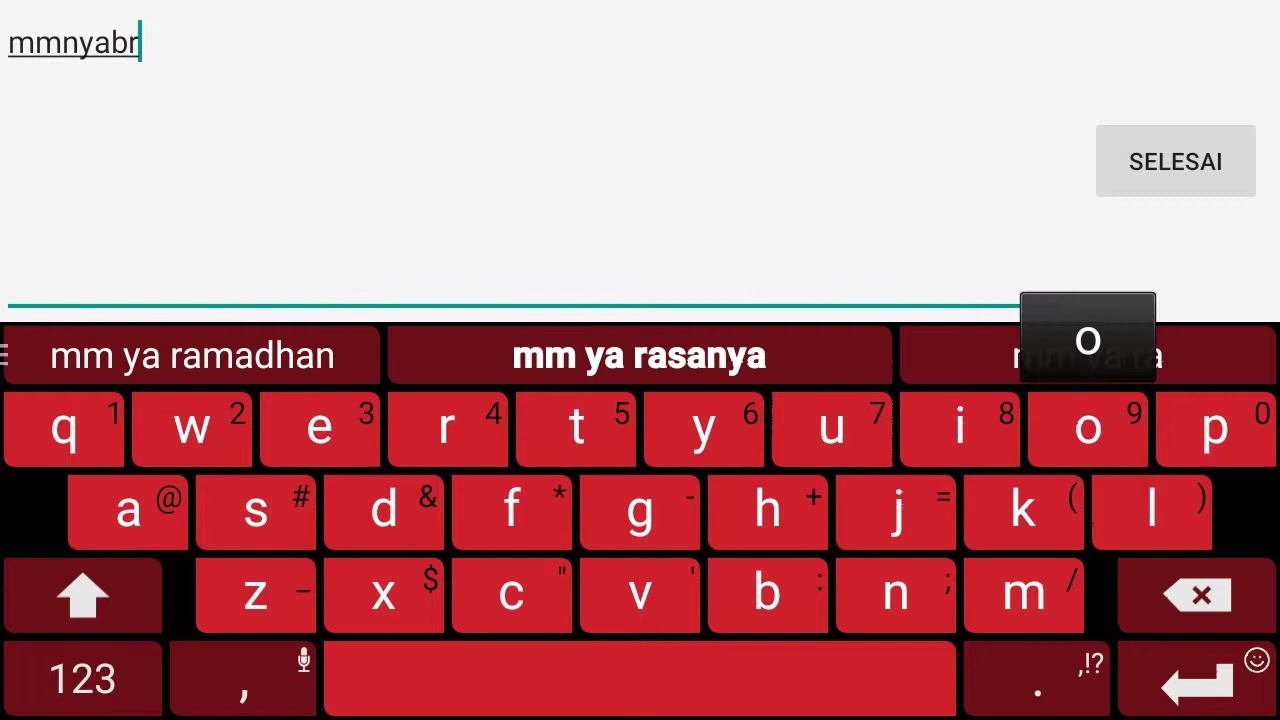 mmnyabr
SELESAI
o
mm ya ramadhan mm ya rasanya
q 1 w 2 e 3 r 4 t 5 y 6 u 7 i 8 o 9 p 0
a @ s # d & f * g - h + j = k ( l )
z _ x $ c " v ' b : n ; m /
123 , . ,!?